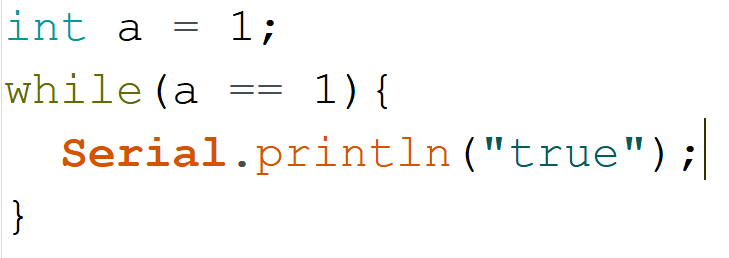 int a = 1;
while(a == 1){
  Serial.println("true");
}